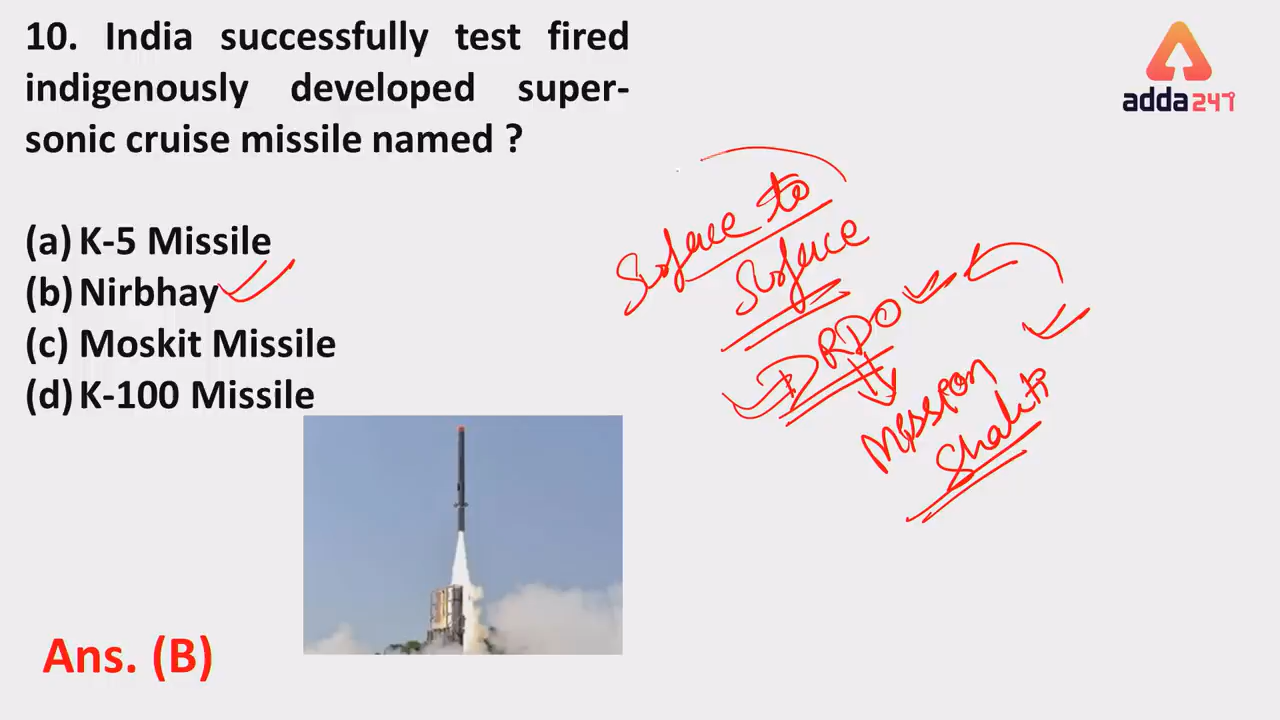 10. India successfully test fired
indigenously developed super-
sonic cruise missile named ?
(a) K-5 Missile
(b) Nirbhay
(c) Moskit Missile
(d) K-100 Missile
Ans. (B)
adda247
Surface to
Surface
DRDO
Mission
Shakti